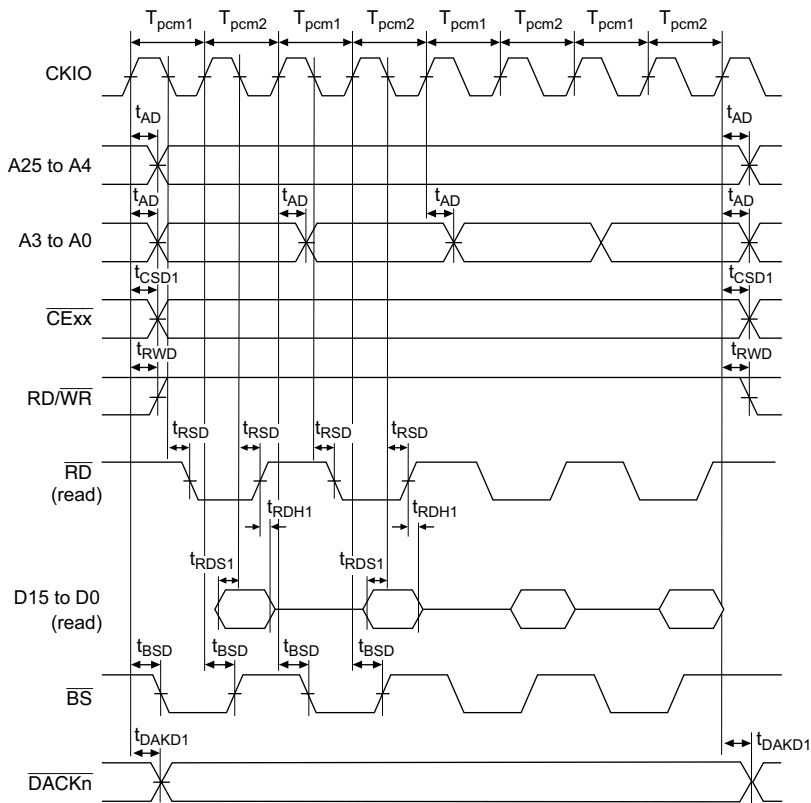 Tpcm1 Tpcm2 Tpcm1 Tpcm2 Tpcm1 Tpcm2 Tpcm1 Tpcm2
CKIO
tAD tAD
A25 to A4
tAD tAD tAD tAD
A3 to A0
tCSD1 tCSD1
CExx
tRWD tRWD
RD/WR
tRSD tRSD tRSD tRSD
RD
(read)
tRDH1 tRDH1
tRDS1 tRDS1
D15 to D0
(read)
tBSD tBSD tBSD tBSD
BS
tDAKD1 tDAKD1
DACKn